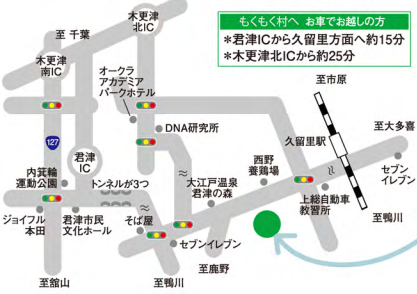 もくもく村へ お車でお越しの方
＊君津ICから久留里方面へ約15分
＊木更津北ICから約25分
至 千葉
木更津
北IC
木更津
南IC
オークラ
アカデミア
パークホテル
至市原
127
DNA研究所
久留里駅
至大多喜
君津
IC
内箕輪
運動公園
トンネルが3つ
西野
養鶏場
大江戸温泉
君津の森
セブン
イレブン
上総自動車
教習所
ジョイフル
本田
君津市民
文化ホール
そば屋
セブンイレブン
至鴨川
至館山
至鴨川
至鹿野